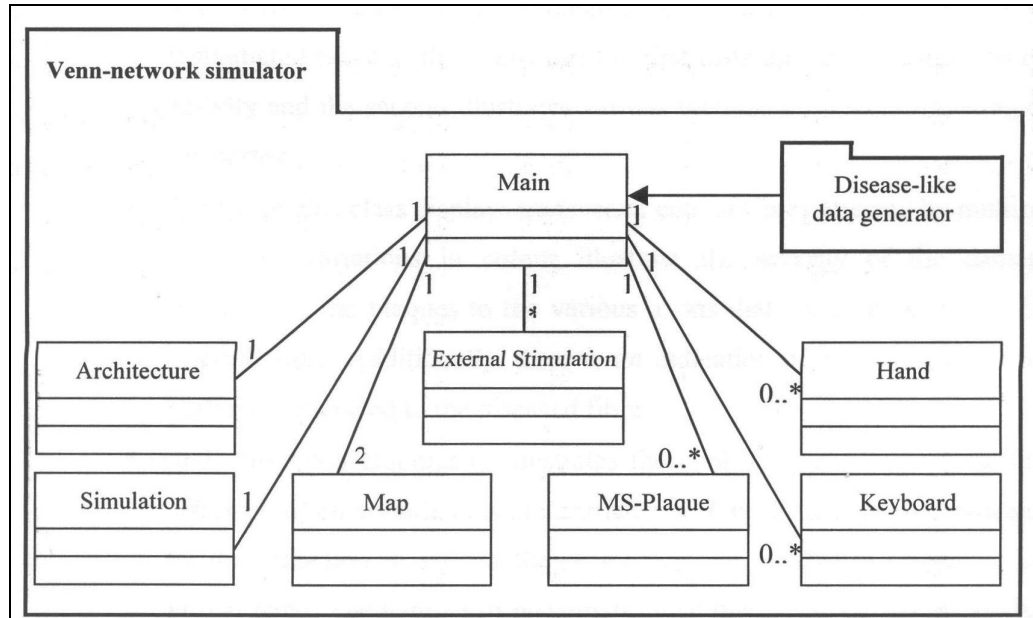 Venn-network simulator
Main
Disease-like
data generator
1
1
1
1
1
1
1
*
External Stimulation
Architecture
1
Hand
0..*
Simulation
1
Map
2
MS-Plaque
0..*
Keyboard
0..*